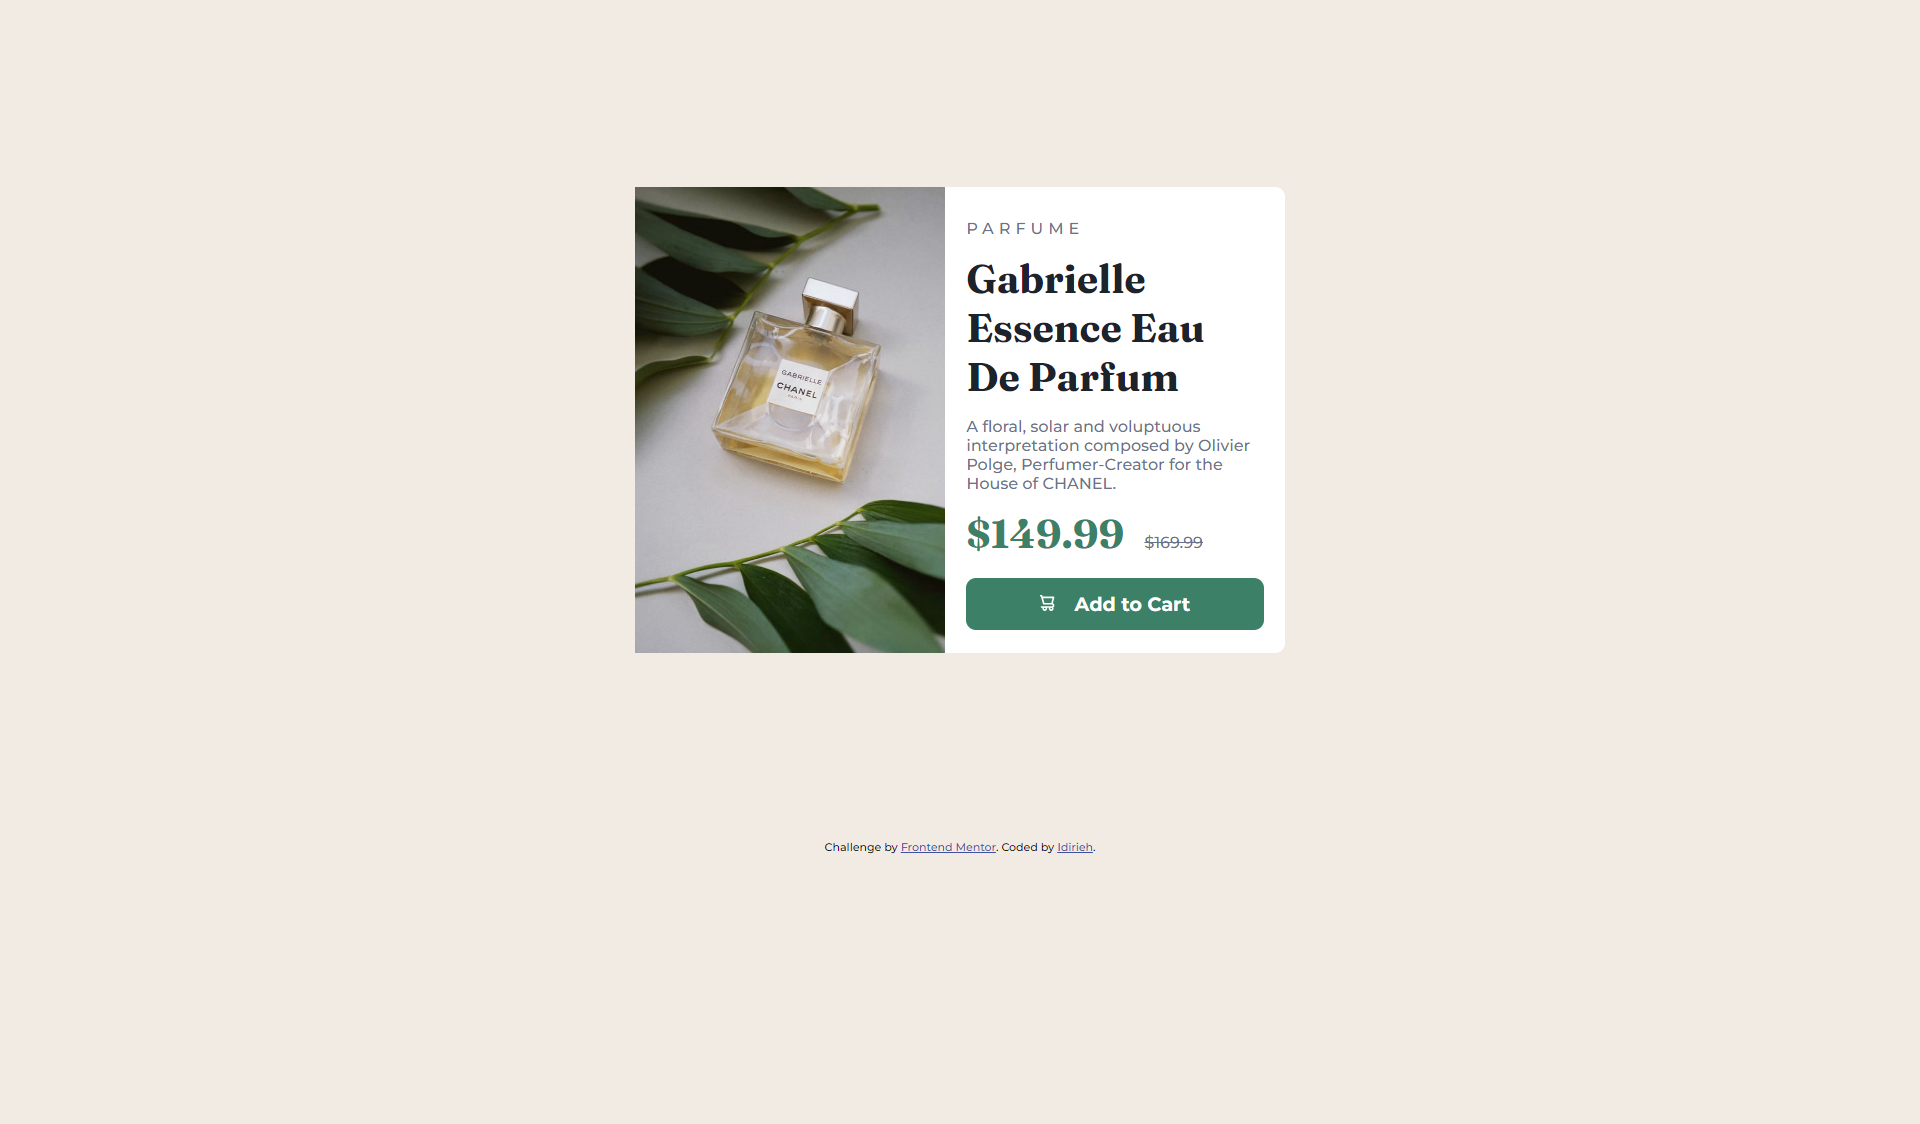 GABRIELLE
CHANEL
PARIS
PARFUME
Gabrielle
Essence Eau
De Parfum
A floral, solar and voluptuous
interpretation composed by Olivier
Polge, Perfumer-Creator for the
House of CHANEL.
$149.99 $169.99
Add to Cart
Challenge by Frontend Mentor. Coded by Idirieh.